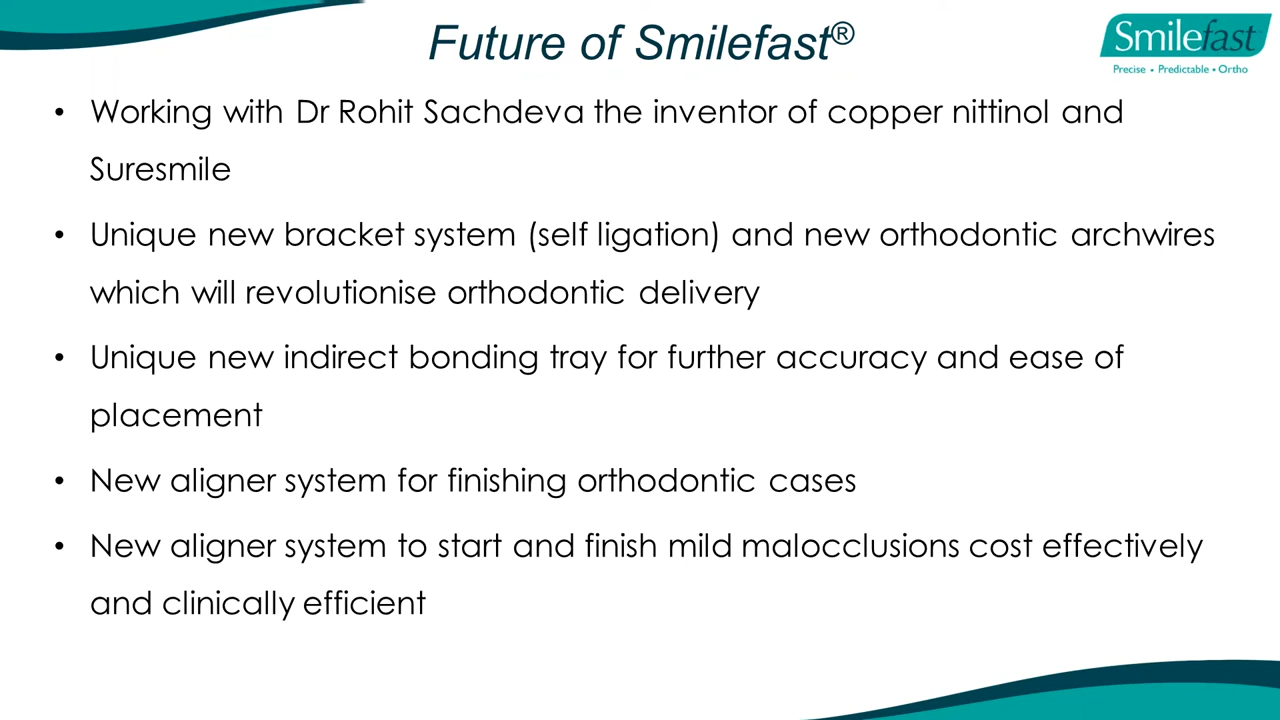 Future of Smilefast®
Smilefast
Precise • Predictable • Ortho
• Working with Dr Rohit Sachdeva the inventor of copper nittinol and
Suresmile
• Unique new bracket system (self ligation) and new orthodontic archwires
which will revolutionise orthodontic delivery
• Unique new indirect bonding tray for further accuracy and ease of
placement
• New aligner system for finishing orthodontic cases
• New aligner system to start and finish mild malocclusions cost effectively
and clinically efficient